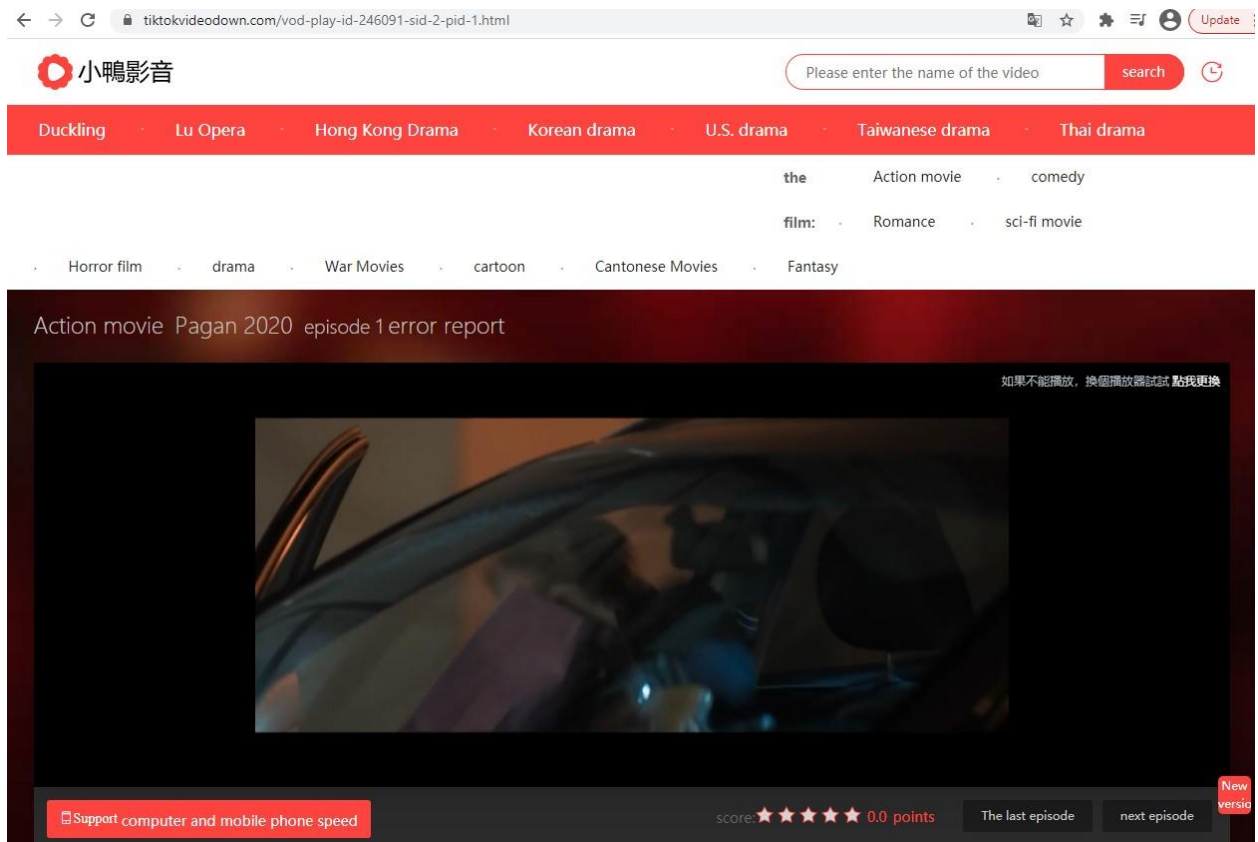 tiktokvideodown.com/vod-play-id-246091-sid-2-pid-1.html
Update
小鴨影音
Please enter the name of the video
search
Duckling · Lu Opera · Hong Kong Drama · Korean drama · U.S. drama · Taiwanese drama · Thai drama
the Action movie · comedy
film: · Romance · sci-fi movie
· Horror film · drama · War Movies · cartoon · Cantonese Movies · Fantasy
Action movie Pagan 2020 episode 1 error report
如果不能播放，換個播放器試試 點我更換
New
versio
Support computer and mobile phone speed
score: 0.0 points
The last episode
next episode